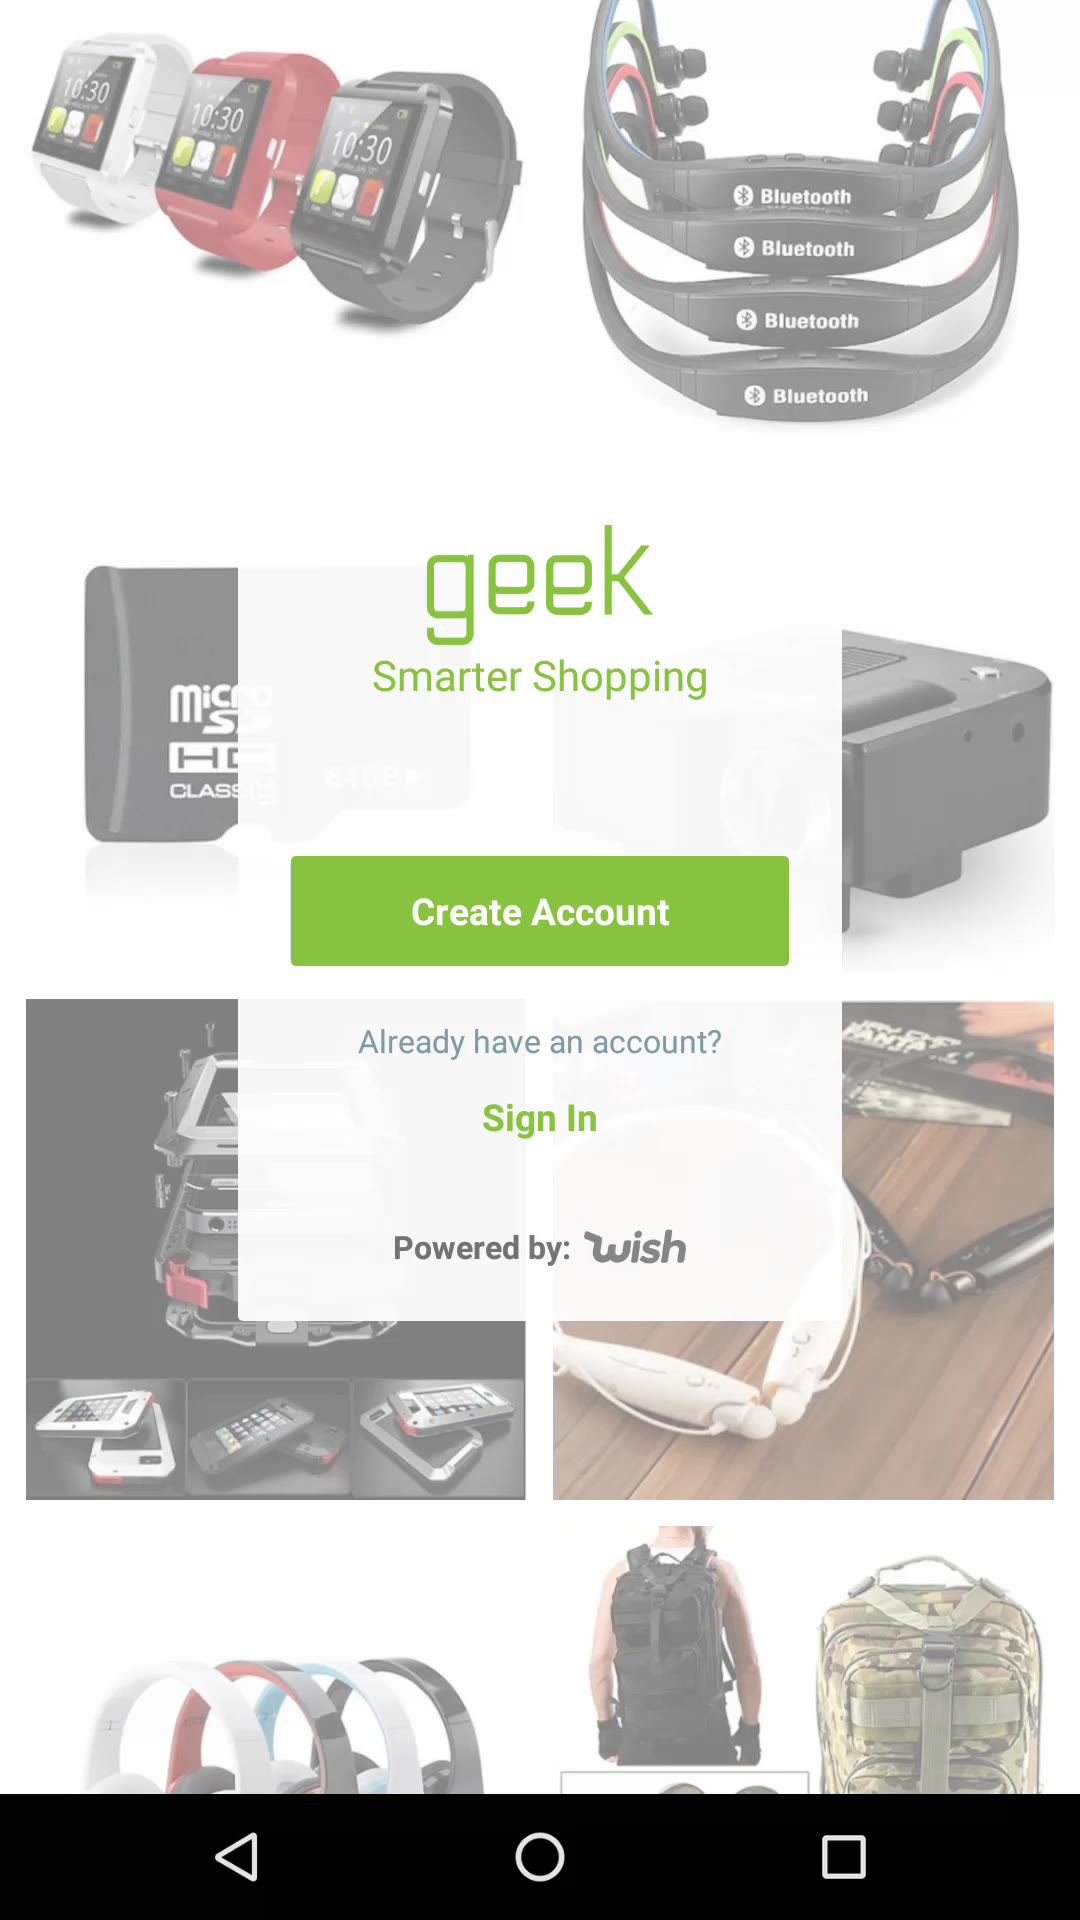 10:30
10:30
10:30
Bluetooth
Bluetooth
Bluetooth
Bluetooth
geek
Smarter Shopping
Micro
SD
HC
CLASSIC
64GB
Create Account
Already have an account?
Sign In
Powered by: wish